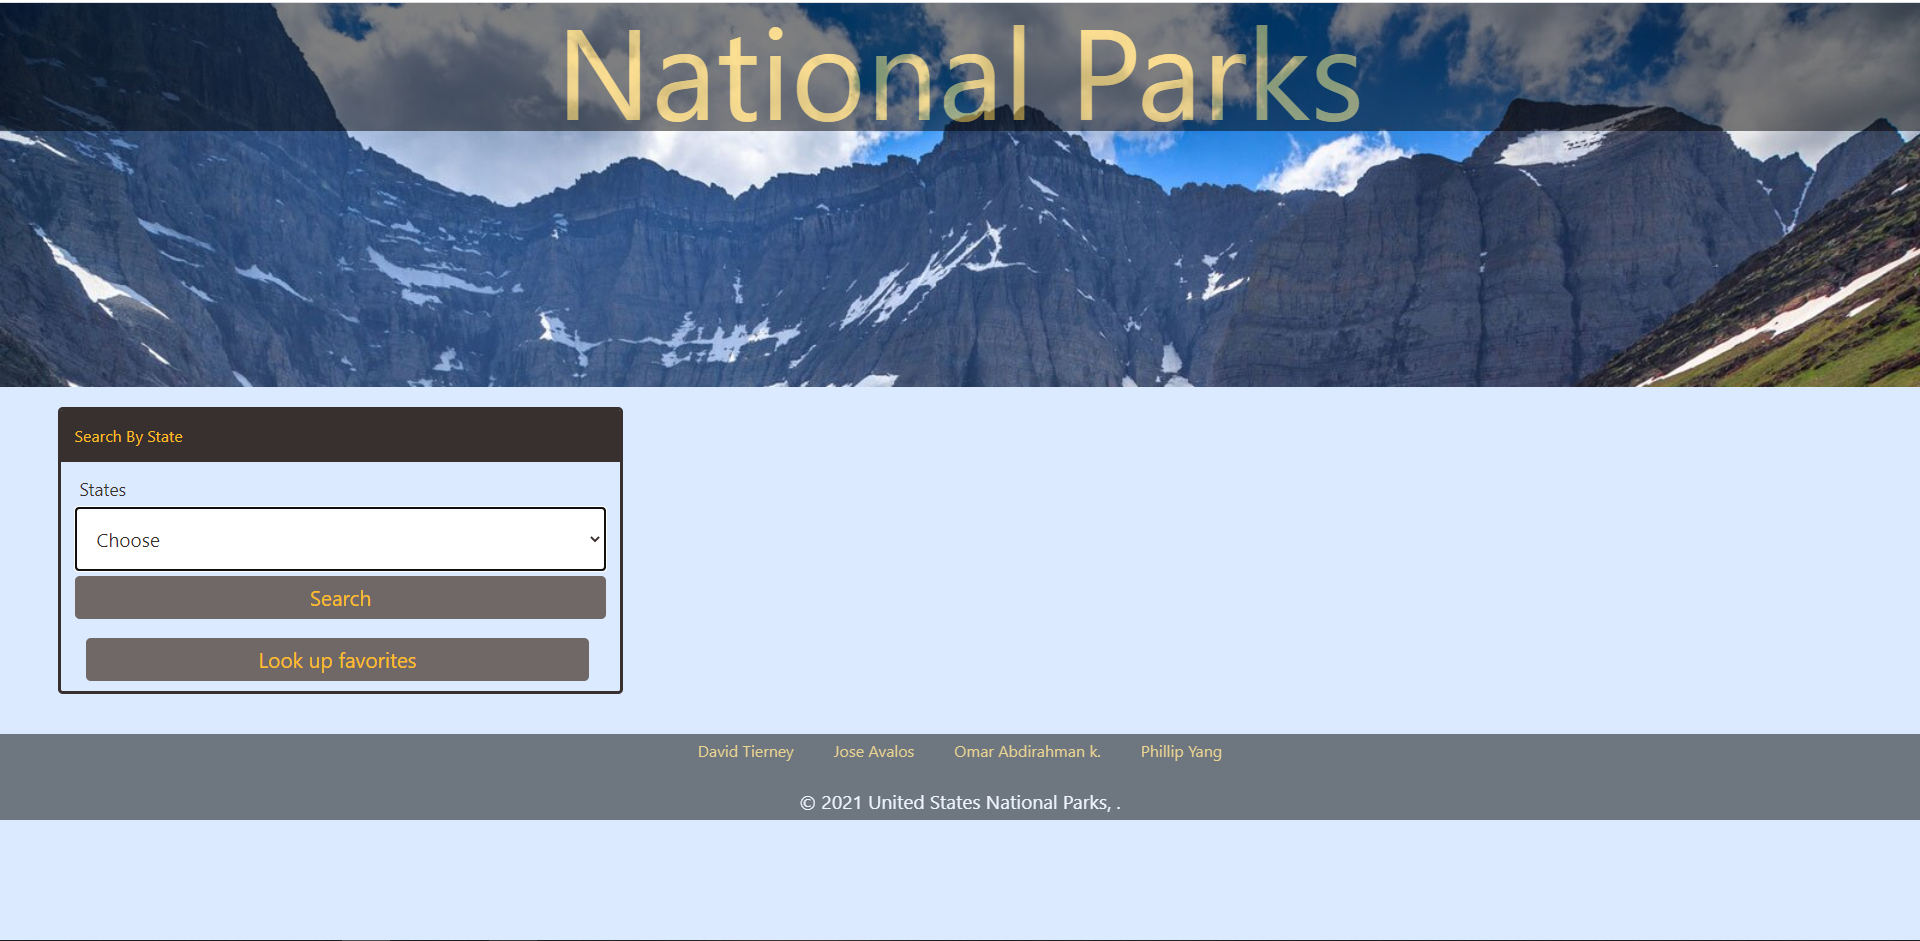 National Parks
Search By State
States
Choose
Search
Look up favorites
David Tierney Jose Avalos Omar Abdirahman k. Phillip Yang
© 2021 United States National Parks, .